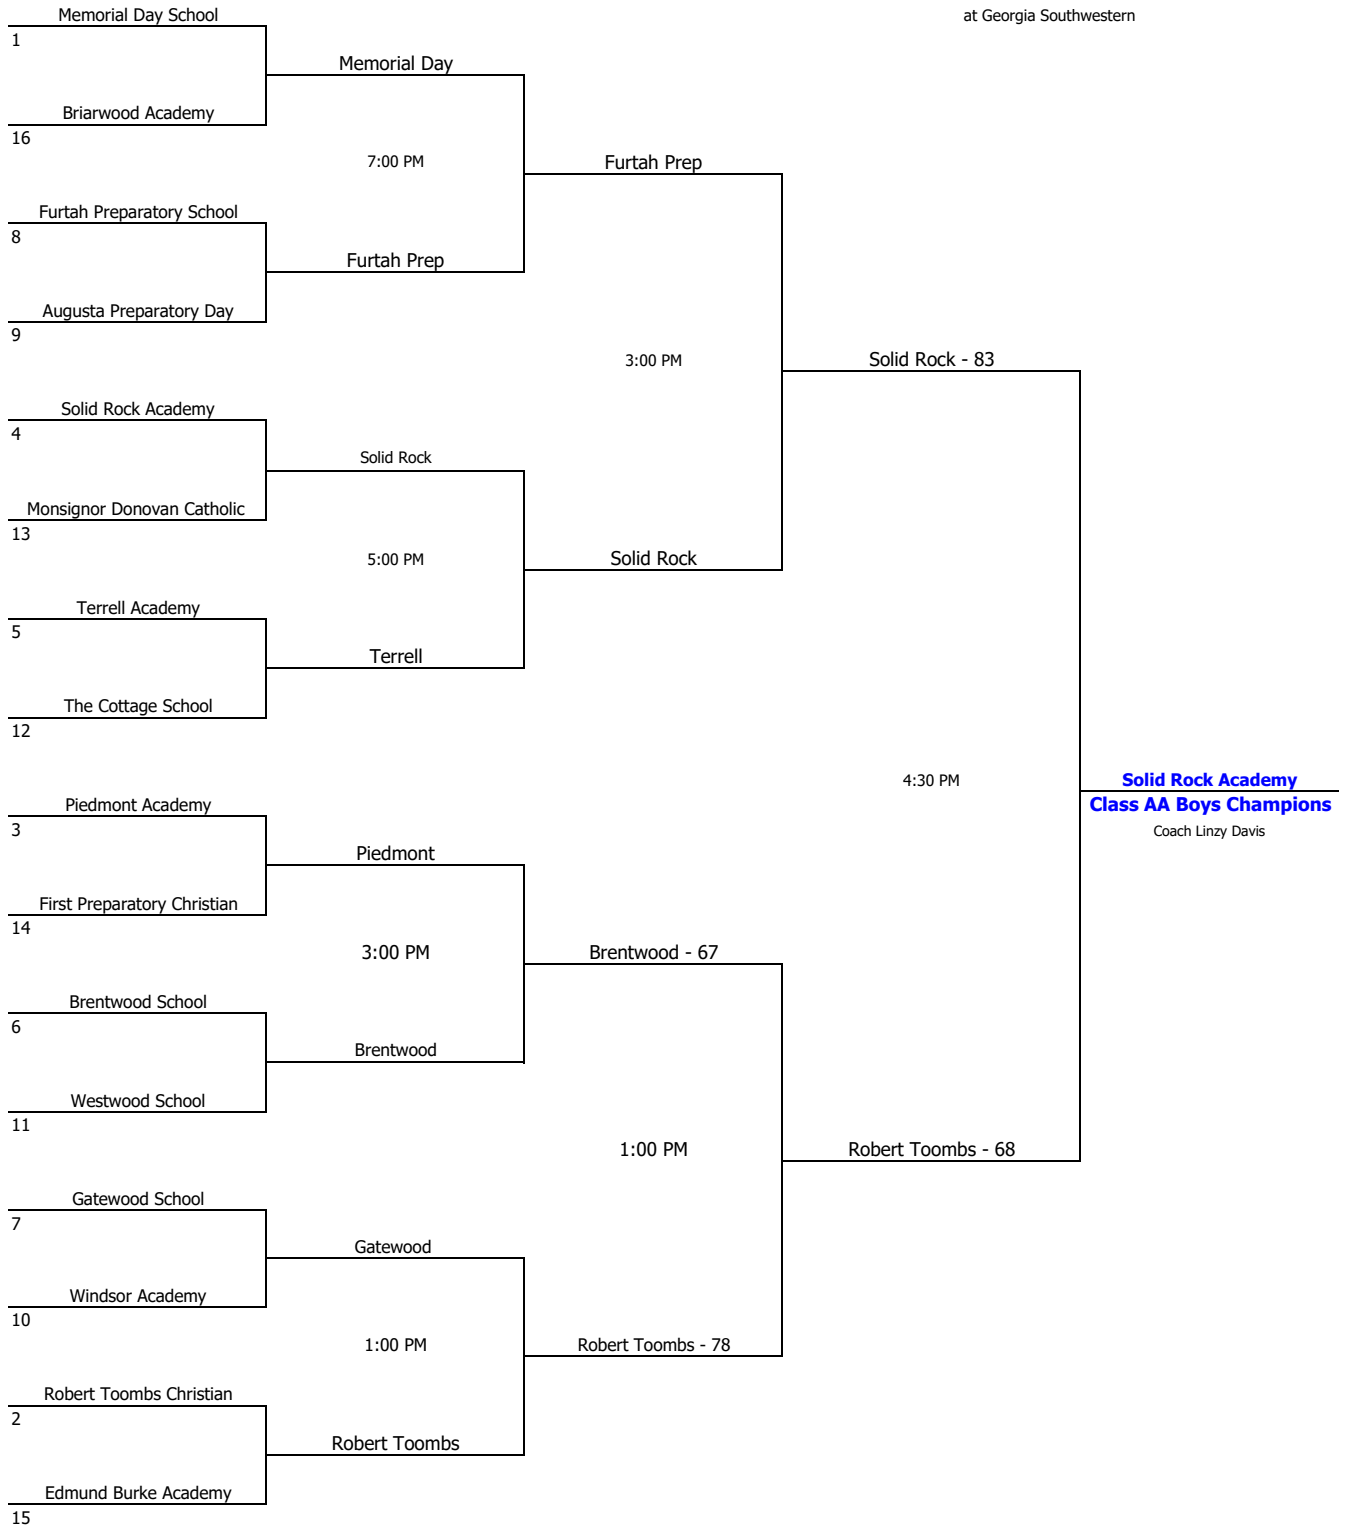 Memorial Day School
at Georgia Southwestern
1
Memorial Day
Briarwood Academy
16
7:00 PM
Furtah Prep
Furtah Preparatory School
8
Furtah Prep
Augusta Preparatory Day
9
3:00 PM
Solid Rock - 83
Solid Rock Academy
4
Solid Rock
Monsignor Donovan Catholic
13
5:00 PM
Solid Rock
Terrell Academy
5
Terrell
The Cottage School
12
4:30 PM
Solid Rock Academy
Class AA Boys Champions
Coach Linzy Davis
Piedmont Academy
3
Piedmont
First Preparatory Christian
14
3:00 PM
Brentwood - 67
Brentwood School
6
Brentwood
Westwood School
11
1:00 PM
Robert Toombs - 68
Gatewood School
7
Gatewood
Windsor Academy
10
1:00 PM
Robert Toombs - 78
Robert Toombs Christian
2
Robert Toombs
Edmund Burke Academy
15